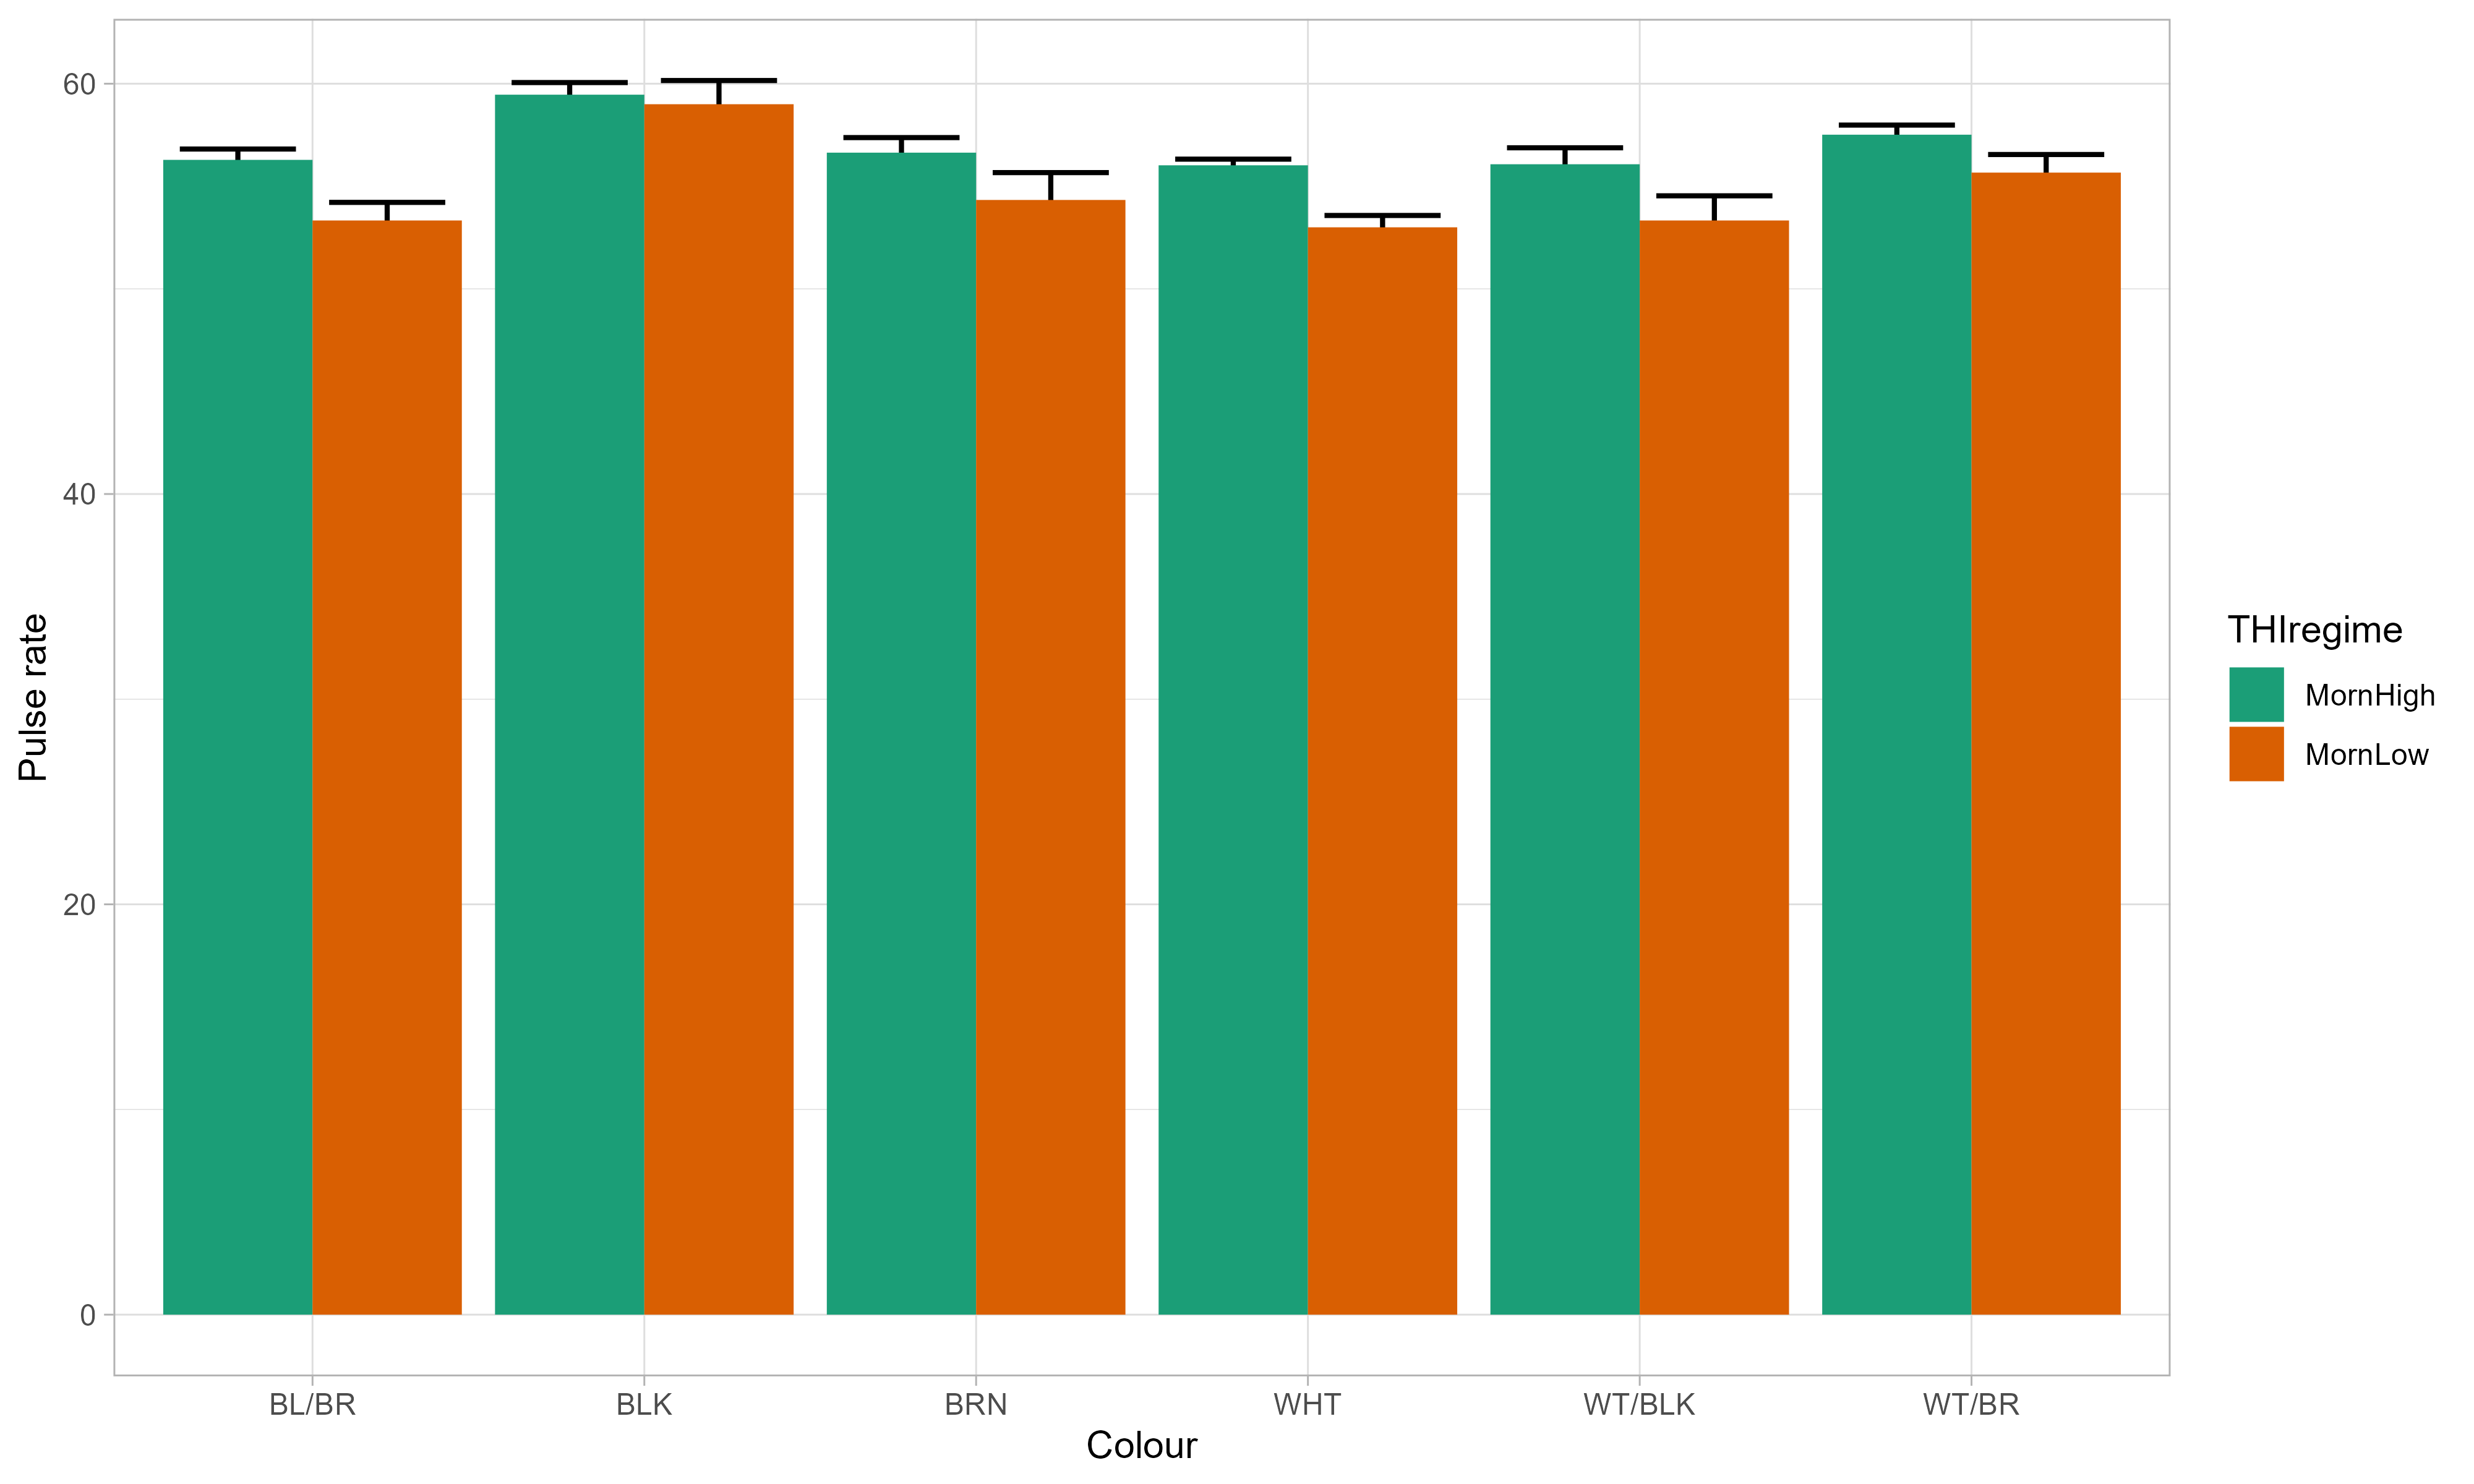 60
40
20
0
Pulse rate
BL/BR BLK BRN WHT WT/BLK WT/BR
Colour
THIregime
MornHigh
MornLow